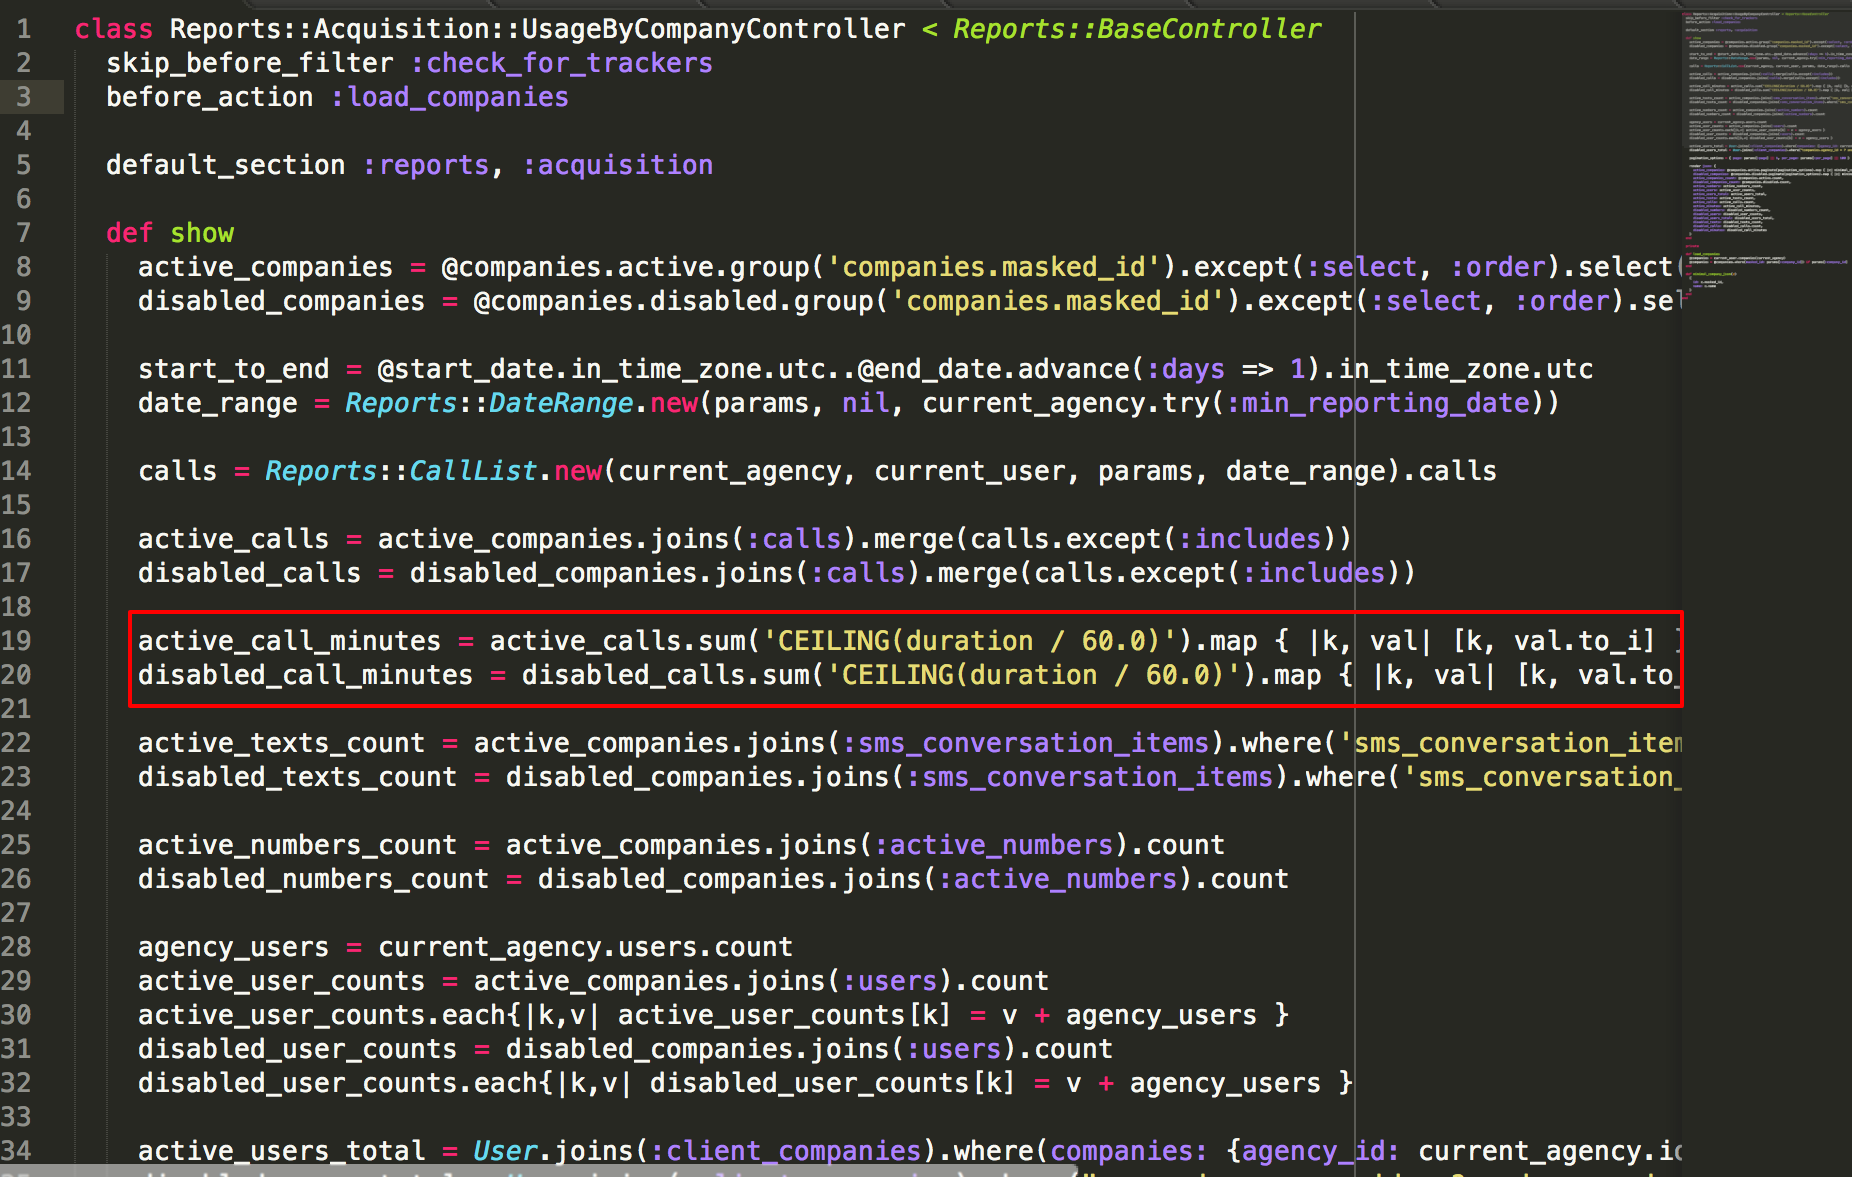 1 class Reports::Acquisition::UsageByCompanyController < Reports::BaseController
2 skip_before_filter :check_for_trackers
3 before_action :load_companies
4
5 default_section :reports, :acquisition
6
7 def show
8 active_companies = @companies.active.group('companies.masked_id').except(:select, :order).select(
9 disabled_companies = @companies.disabled.group('companies.masked_id').except(:select, :order).se
10
11 start_to_end = @start_date.in_time_zone.utc..@end_date.advance(:days => 1).in_time_zone.utc
12 date_range = Reports::DateRange.new(params, nil, current_agency.try(:min_reporting_date))
13
14 calls = Reports::CallList.new(current_agency, current_user, params, date_range).calls
15
16 active_calls = active_companies.joins(:calls).merge(calls.except(:includes))
17 disabled_calls = disabled_companies.joins(:calls).merge(calls.except(:includes))
18
19 active_call_minutes = active_calls.sum('CEILING(duration / 60.0)').map { |k, val| [k, val.to_i] }
20 disabled_call_minutes = disabled_calls.sum('CEILING(duration / 60.0)').map { |k, val| [k, val.to_
21
22 active_texts_count = active_companies.joins(:sms_conversation_items).where('sms_conversation_item
23 disabled_texts_count = disabled_companies.joins(:sms_conversation_items).where('sms_conversation_
24
25 active_numbers_count = active_companies.joins(:active_numbers).count
26 disabled_numbers_count = disabled_companies.joins(:active_numbers).count
27
28 agency_users = current_agency.users.count
29 active_user_counts = active_companies.joins(:users).count
30 active_user_counts.each{|k,v| active_user_counts[k] = v + agency_users }
31 disabled_user_counts = disabled_companies.joins(:users).count
32 disabled_user_counts.each{|k,v| disabled_user_counts[k] = v + agency_users }
33
34 active_users_total = User.joins(:client_companies).where(companies: {agency_id: current_agency.id